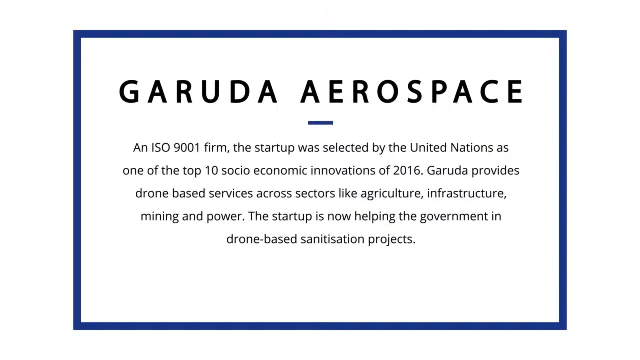 GARUDA AEROSPACE
An ISO 9001 firm, the startup was selected by the United Nations as
one of the top 10 socio economic innovations of 2016. Garuda provides
drone based services across sectors like agriculture, infrastructure,
mining and power. The startup is now helping the government in
drone-based sanitisation projects.